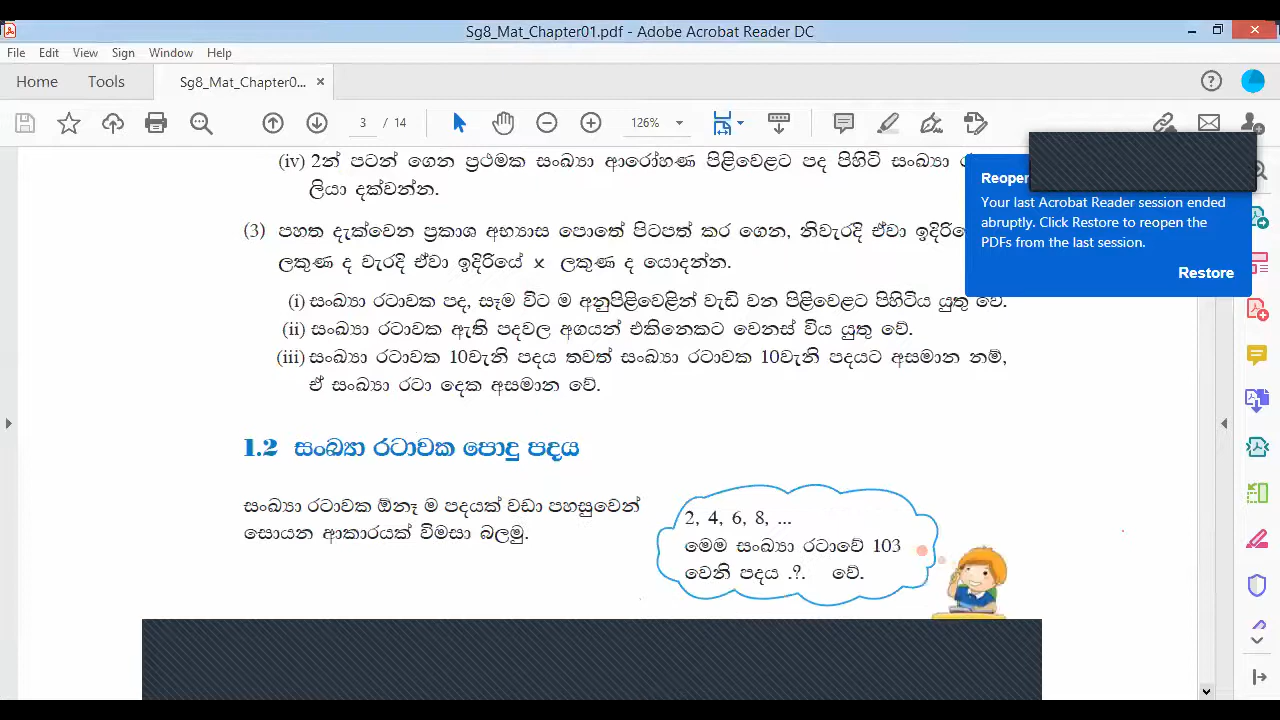 Sg8_Mat_Chapter01.pdf - Adobe Acrobat Reader DC
File Edit View Sign Window Help
Home Tools Sg8_Mat_Chapter0... ×
3 / 14 126%
(iv) 2න් පටන් ගෙන ප්‍රථමක සංඛ්‍යා ආරෝහණ පිළිවෙළට පද පිහිටි සංඛ්‍යා
ලියා දක්වන්න.
(3) පහත දැක්වෙන ප්‍රකාශ අභ්‍යාස පොතේ පිටපත් කර ගෙන, නිවැරදි ඒවා
ලකුණ ද වැරදි ඒවා ඉදිරියේ x ලකුණ ද යොදන්න.
(i) සංඛ්‍යා රටාවක පද, සෑම විට ම අනුපිළිවෙළින් වැඩි වන පිළිවෙළට පිහිටිය යුතු වේ.
(ii) සංඛ්‍යා රටාවක ඇති පදවල අගයන් එකිනෙකට වෙනස් විය යුතු වේ.
(iii) සංඛ්‍යා රටාවක 10වැනි පදය තවත් සංඛ්‍යා රටාවක 10වැනි පදයට අසමාන නම්,
ඒ සංඛ්‍යා රටා දෙක අසමාන වේ.
Your last Acrobat Reader session ended
abruptly. Click Restore to reopen the
PDFs from the last session.
Restore
1.2 සංඛ්‍යා රටාවක පොදු පදය
සංඛ්‍යා රටාවක ඕනෑ ම පදයක් වඩා පහසුවෙන්
සොයන ආකාරයක් විමසා බලමු.
2, 4, 6, 8, ...
මෙම සංඛ්‍යා රටාවේ 103
වෙනි පදය .?. වේ.